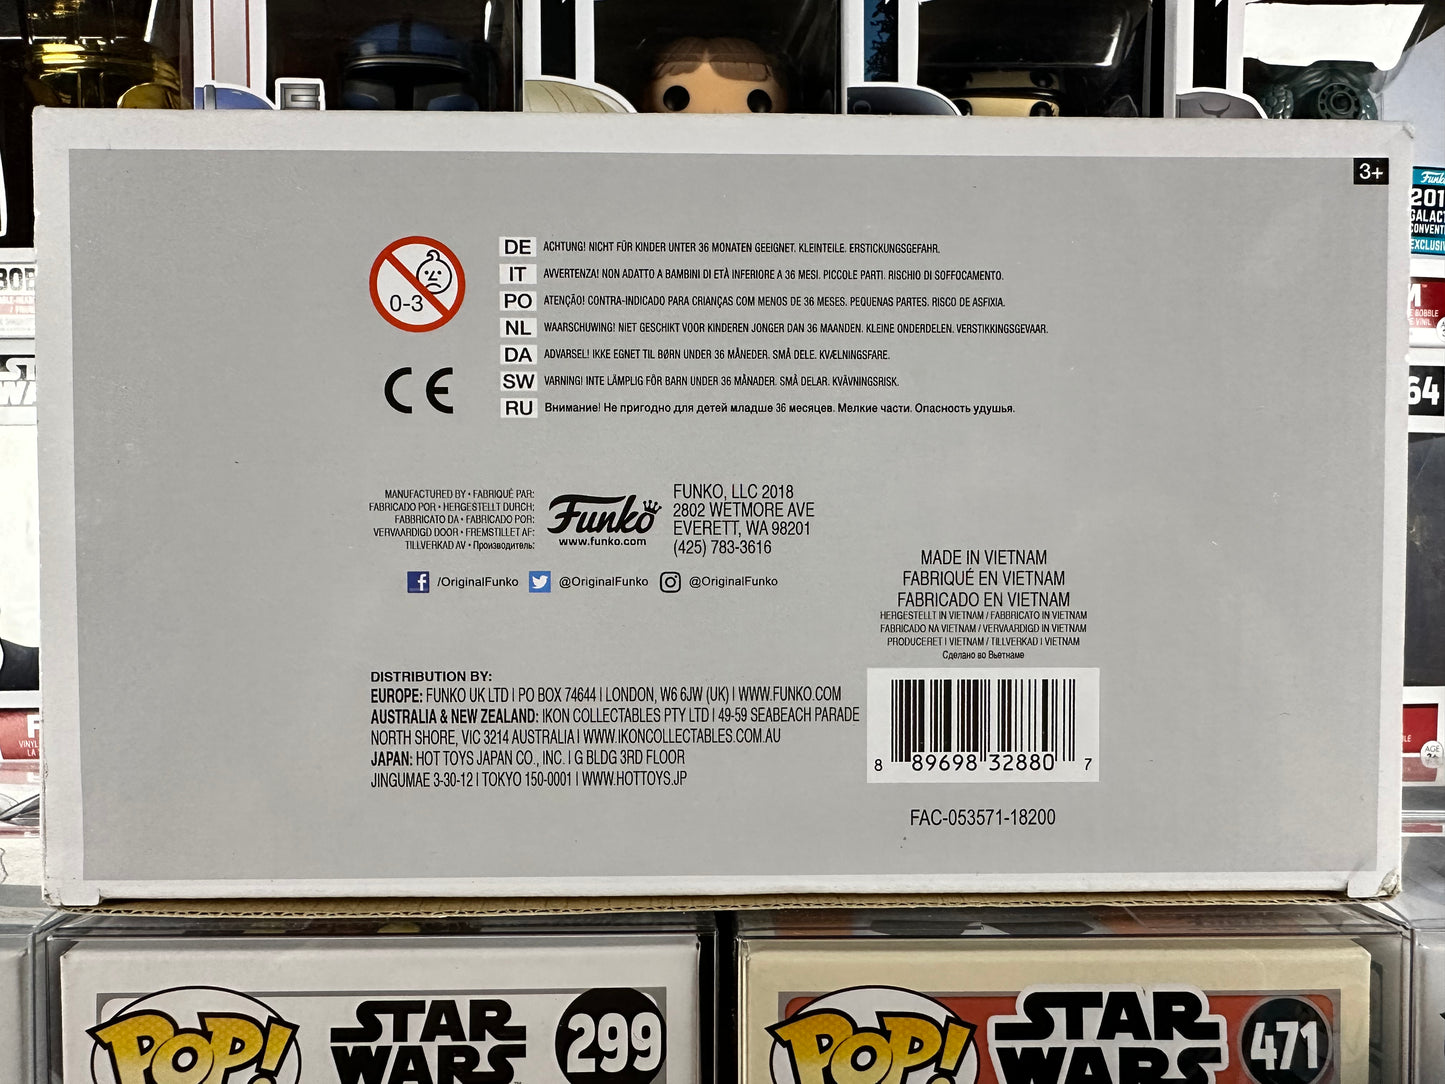 3+
DE ACHTUNG! NICHT FÜR KINDER UNTER 36 MONATEN GEEIGNET. KLEINTEILE. ERSTICKUNGSGEFAHR.
IT AVVERTENZA! NON ADATTO A BAMBINI DI ETÀ INFERIORE A 36 MESI. PICCOLE PARTI. RISCHIO DI SOFFOCAMENTO.
PO ATENÇÃO! CONTRA-INDICADO PARA CRIANÇAS COM MENOS DE 36 MESES. PEQUENAS PARTES. RISCO DE ASFIXIA.
NL WAARSCHUWING! NIET GESCHIKT VOOR KINDEREN JONGER DAN 36 MAANDEN. KLEINE ONDERDELEN. VERSTIKKINGSGEVAAR.
DA ADVARSEL! IKKE EGNET TIL BØRN UNDER 36 MÅNEDER. SMÅ DELE. KVÆLNINGSFARE.
SW VARNING! INTE LÄMPLIG FÖR BARN UNDER 36 MÅNADER. SMÅ DELAR. KVÄVNINGSRISK.
RU Внимание! Не пригодно для детей младше 36 месяцев. Мелкие части. Опасность удушья.
0-3
CE
MANUFACTURED BY • FABRIQUÉ PAR:
FABRICADO POR • HERGESTELLT DURCH:
FABBRICATO DA • FABRICADO POR:
VERVAARDIGD DOOR • FREMSTILLET AF:
TILLVERKAD AV • Производитель:
Funko
www.funko.com
FUNKO, LLC 2018
2802 WETMORE AVE
EVERETT, WA 98201
(425) 783-3616
/OriginalFunko @OriginalFunko @OriginalFunko
MADE IN VIETNAM
FABRIQUÉ EN VIETNAM
FABRICADO EN VIETNAM
HERGESTELLT IN VIETNAM / FABBRICATO IN VIETNAM
FABRICADO NA VIETNAM / VERVAARDIGD IN VIETNAM
PRODUCERET I VIETNAM / TILLVERKAD I VIETNAM
Сделано во Вьетнаме
DISTRIBUTION BY:
EUROPE: FUNKO UK LTD | PO BOX 74644 | LONDON, W6 6JW (UK) | WWW.FUNKO.COM
AUSTRALIA & NEW ZEALAND: IKON COLLECTABLES PTY LTD | 49-59 SEABEACH PARADE
NORTH SHORE, VIC 3214 AUSTRALIA | WWW.IKONCOLLECTABLES.COM.AU
JAPAN: HOT TOYS JAPAN CO., INC. | G BLDG 3RD FLOOR
JINGUMAE 3-30-12 | TOKYO 150-0001 | WWW.HOTTOYS.JP
8 89698 32880 7
FAC-053571-18200
64
POP!
STAR
WARS
299
POP!
STAR
WARS
471